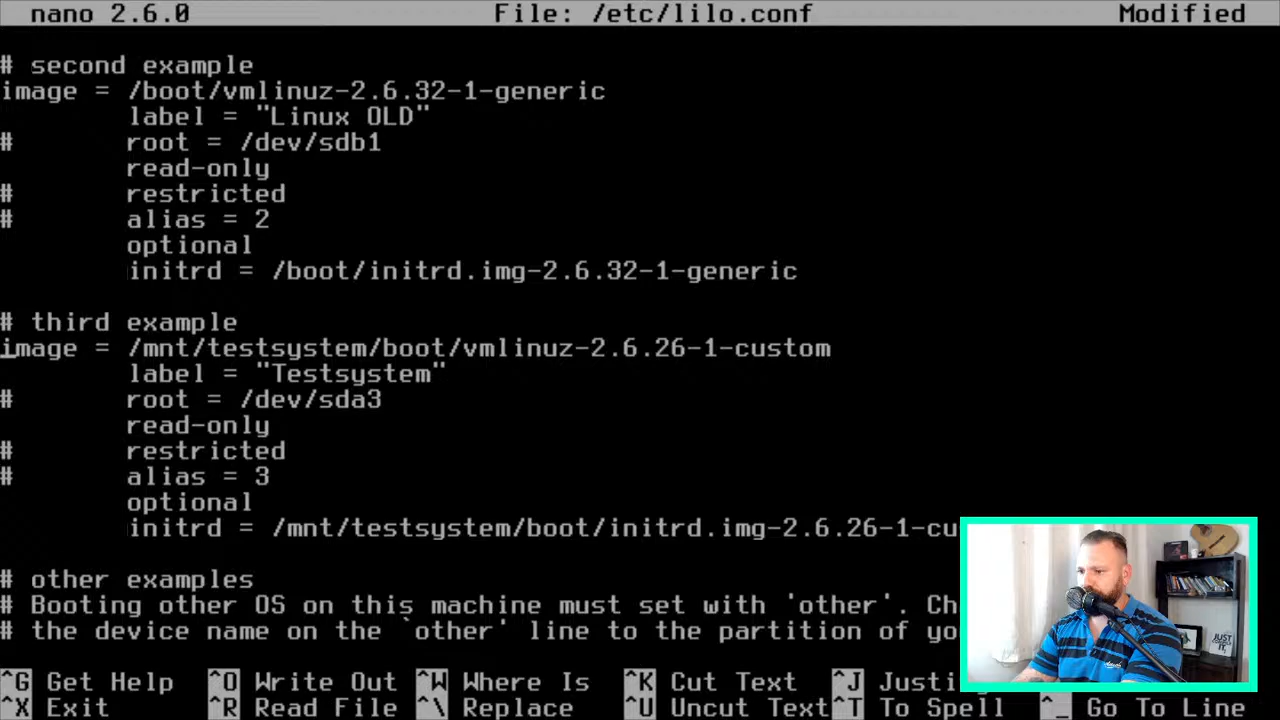 nano 2.6.0 File: /etc/lilo.conf Modified
# second example
image = /boot/vmlinuz-2.6.32-1-generic
label = "Linux OLD"
# root = /dev/sdb1
read-only
# restricted
# alias = 2
optional
initrd = /boot/initrd.img-2.6.32-1-generic
# third example
image = /mnt/testsystem/boot/vmlinuz-2.6.26-1-custom
label = "Testsystem"
# root = /dev/sda3
read-only
# restricted
# alias = 3
optional
initrd = /mnt/testsystem/boot/initrd.img-2.6.26-1-cu
# other examples
# Booting other OS on this machine must set with 'other'. Ch
# the device name on the `other' line to the partition of yo
^G Get Help ^O Write Out ^W Where Is ^K Cut Text ^J Justi
^X Exit ^R Read File ^\ Replace ^U Uncut Text ^T To Spell ^_ Go To Line